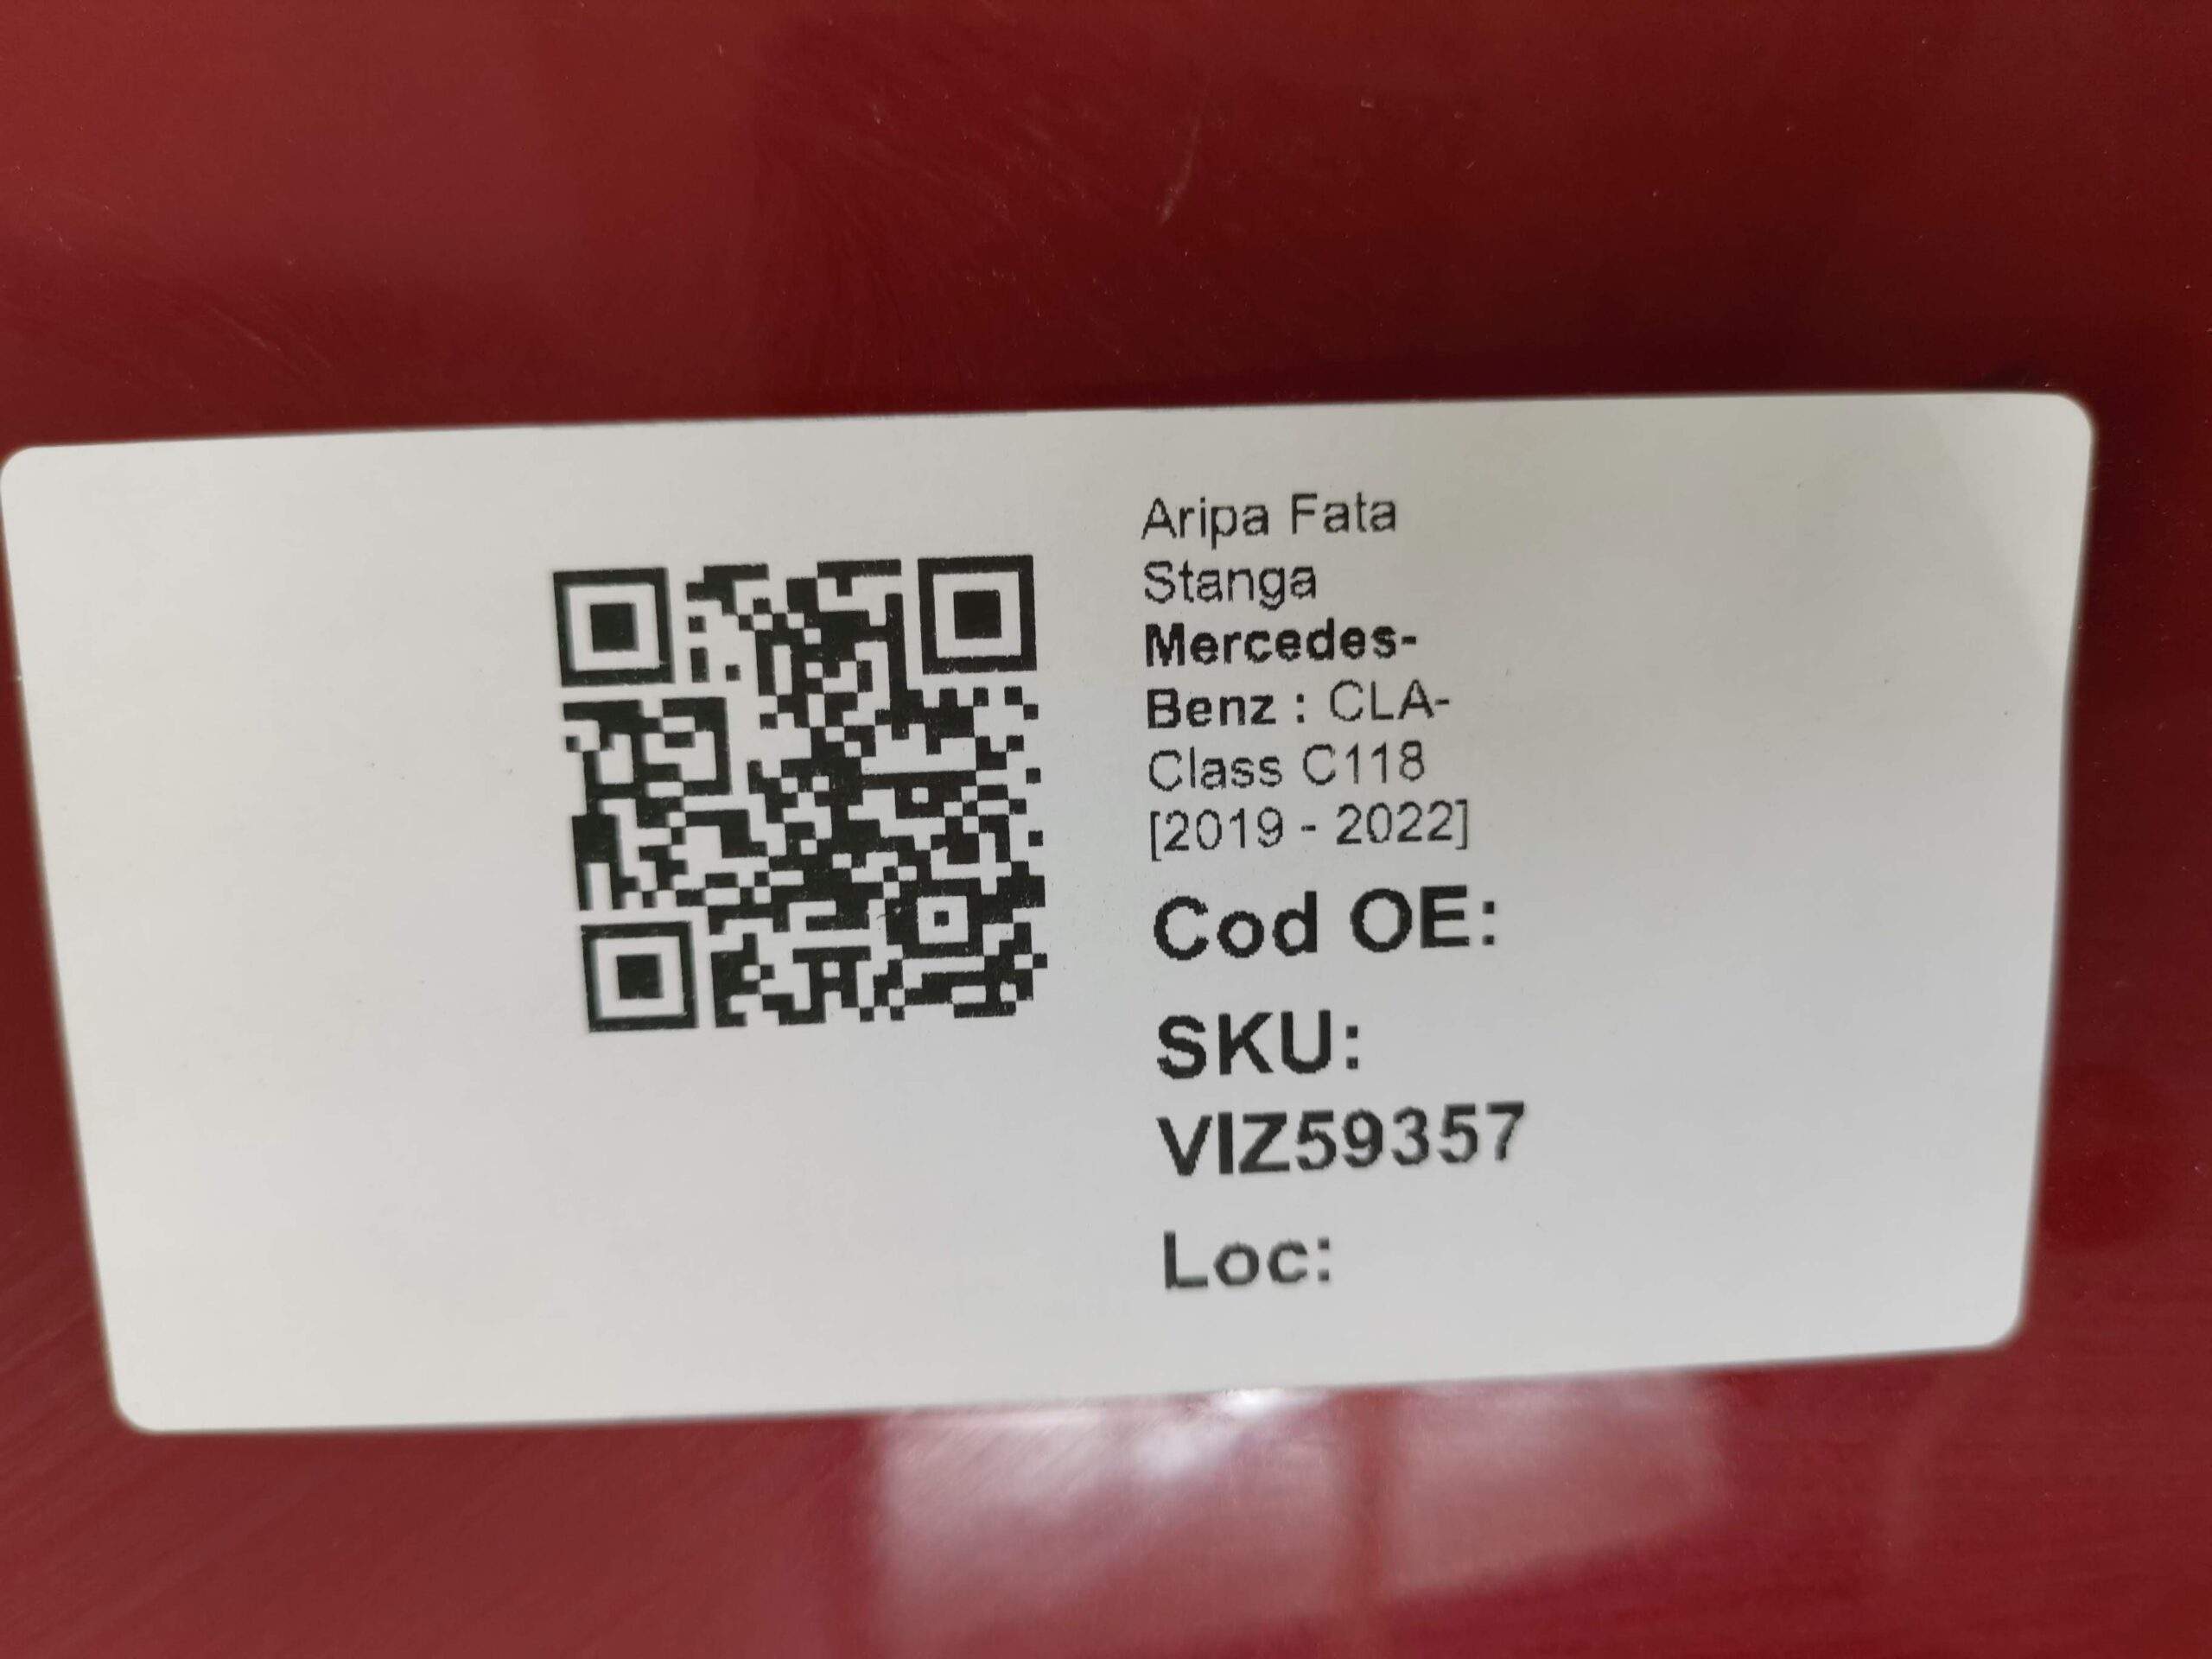 Aripa Fata
Stanga
Mercedes-
Benz : CLA-
Class C118
[2019 - 2022]
Cod OE:
SKU:
VIZ59357
Loc: